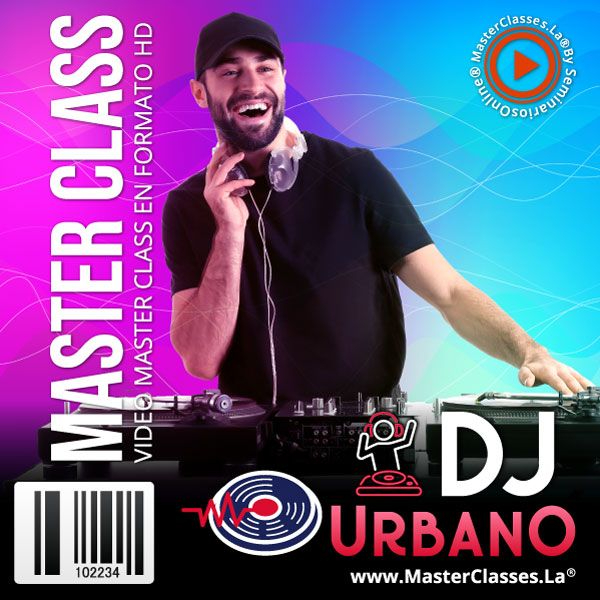 MASTER CLASS
VIDEO MASTER CLASS EN FORMATO HD
MasterClasses.La®By SeminariosOnline®
DJ
URBANO
102234
www.MasterClasses.La®